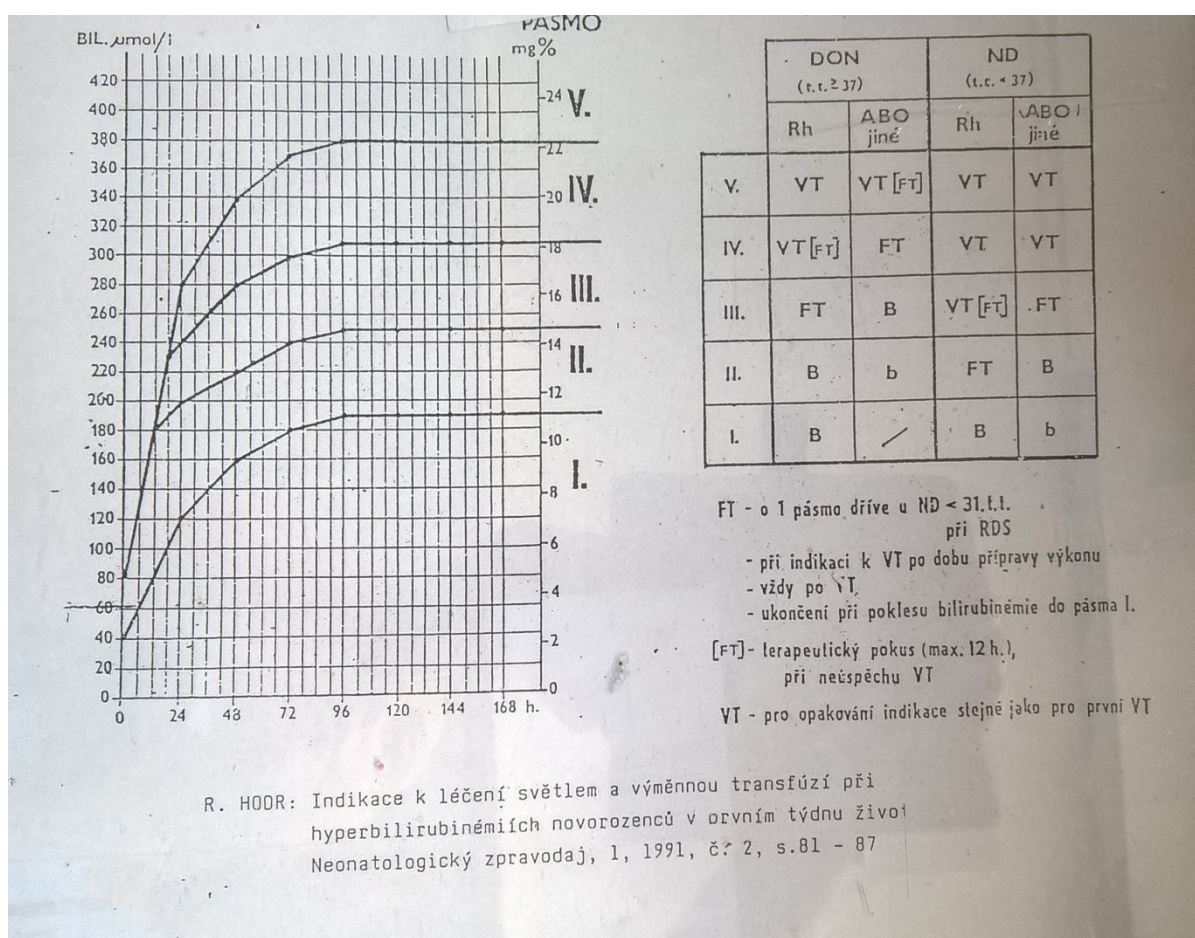 PÁSMO
BIL. µmol/l
mg%
420
400
380
360
340
320
300
280
260
240
220
200
180
160
140
120
100
80
60
40
20
0
24
22
20
18
16
14
12
10
8
6
4
2
0
V.
IV.
III.
II.
I.
0 24 48 72 96 120 144 168 h.
DON ND
(t.t. ≥ 37) (t.t. < 37)
Rh ABO jiné Rh ABO jiné
V. VT VT [FT] VT VT
IV. VT [FT] FT VT VT
III. FT B VT [FT] FT
II. B b FT B
I. B / B b
FT - o 1 pásmo dříve u ND < 31.t.t.
při RDS
- při indikaci k VT po dobu přípravy výkonu
- vždy po VT
- ukončení při poklesu bilirubinémie do pásma I.
[FT] - terapeutický pokus (max. 12 h.),
při neúspěchu VT
VT - pro opakování indikace stejné jako pro první VT
R. HODR: Indikace k léčení světlem a výměnnou transfúzí při
hyperbilirubinémiích novorozenců v prvním týdnu živo
Neonatologický zpravodaj, 1, 1991, č. 2, s.81 - 87